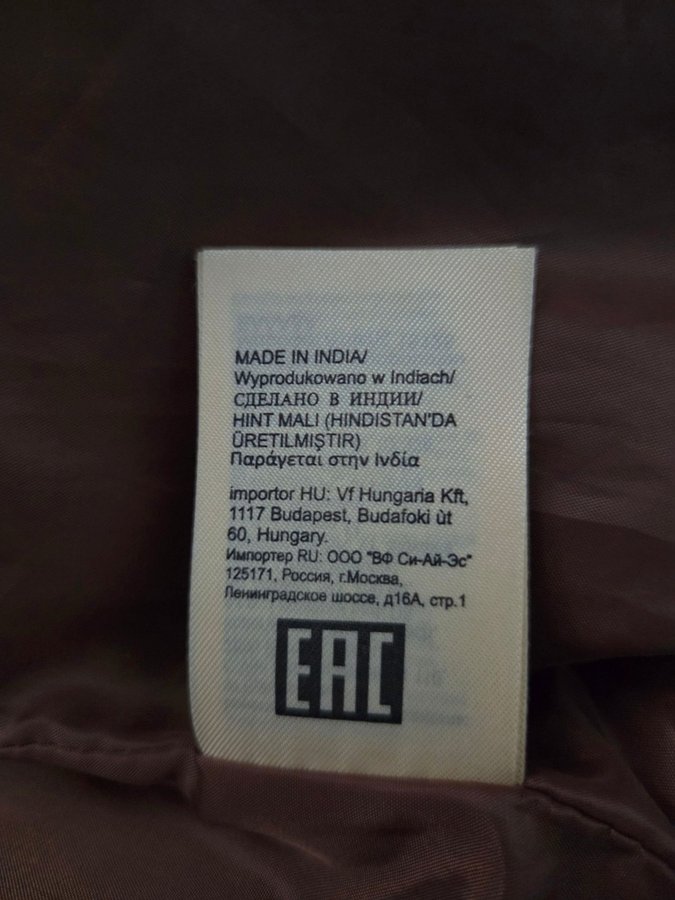 MADE IN INDIA/
Wyprodukowano w Indiach/
СДЕЛАНО В ИНДИИ/
HINT MALI (HINDISTAN'DA
ÜRETILMIŞTIR)
Παράγεται στην Ινδία
importor HU: Vf Hungaria Kft,
1117 Budapest, Budafoki ùt
60, Hungary.
Импортер RU: ООО "ВФ Си-Ай-Эс"
125171, Россия, г.Москва,
Ленинградское шоссе, д16А, стр.1
EAC